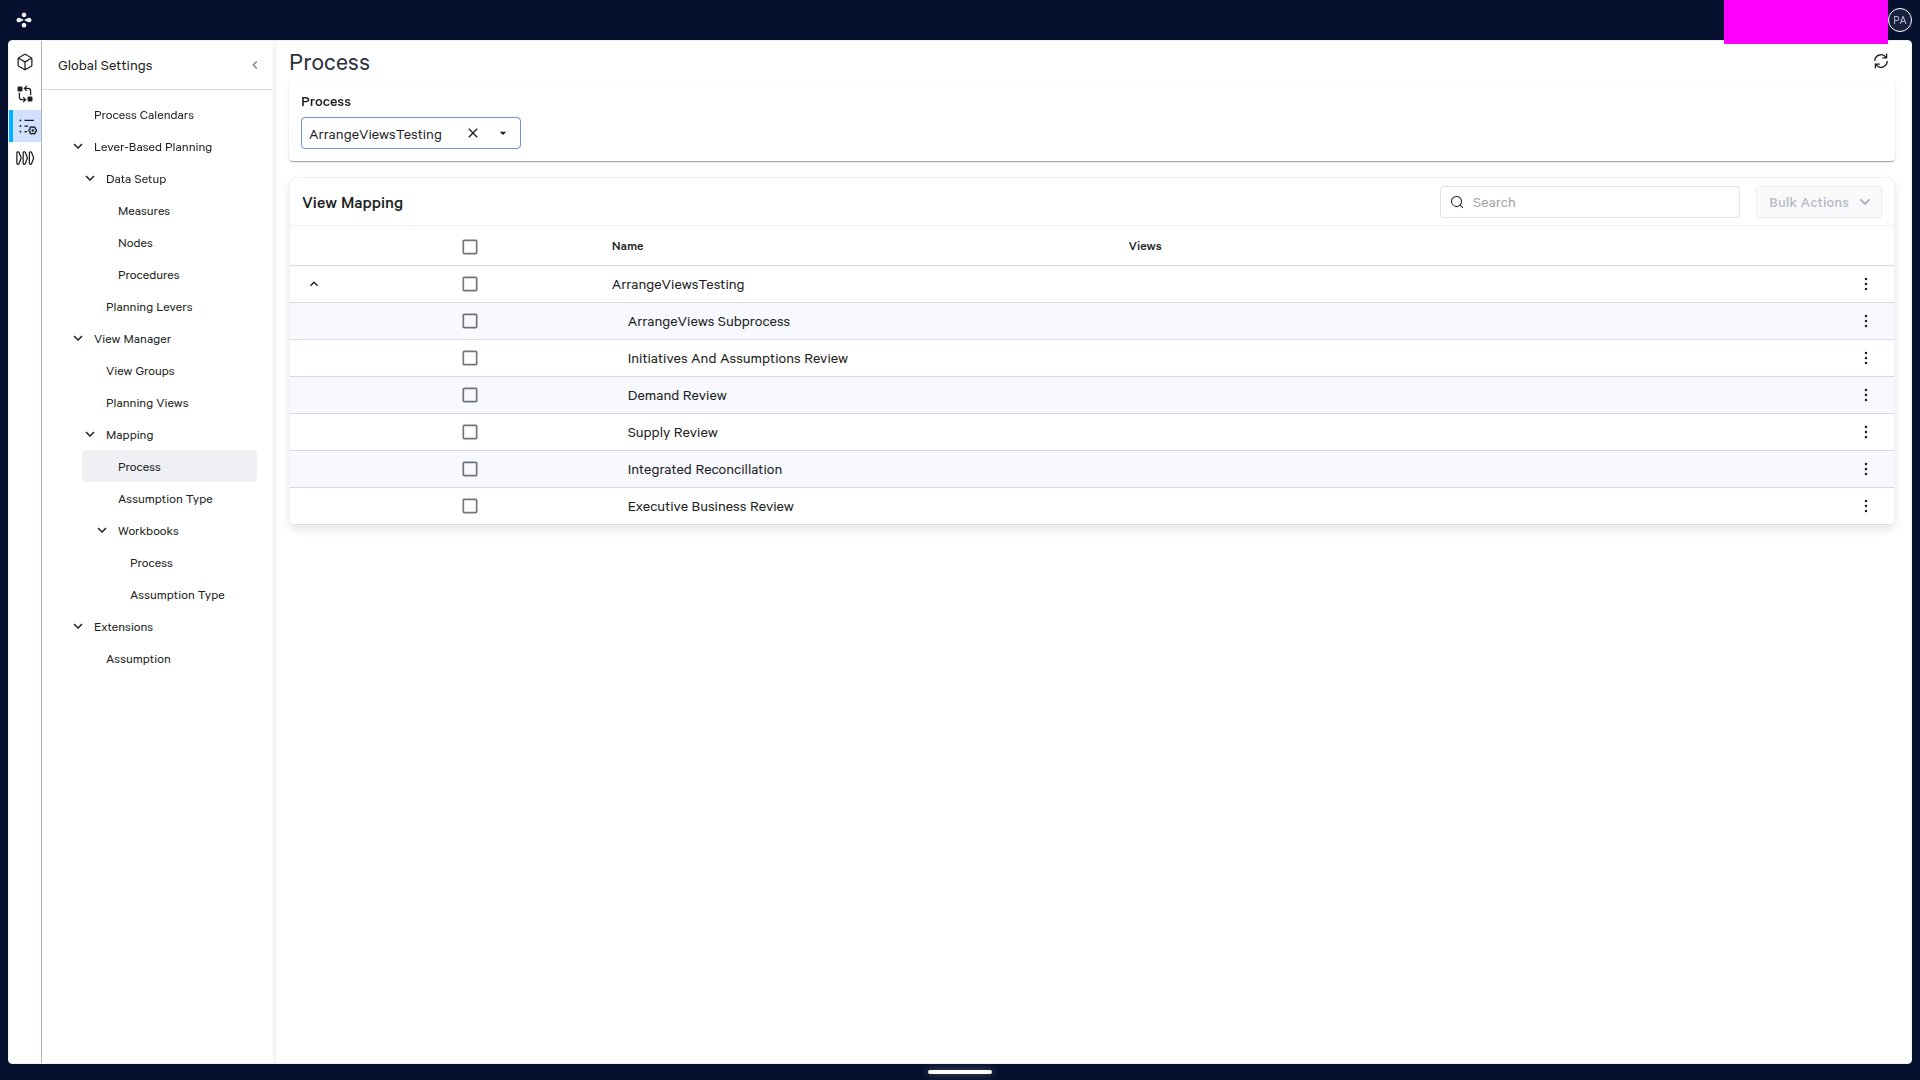 PA
Global Settings
Process Calendars
Lever-Based Planning
Data Setup
Measures
Nodes
Procedures
Planning Levers
View Manager
View Groups
Planning Views
Mapping
Process
Assumption Type
Workbooks
Process
Assumption Type
Extensions
Assumption
Process
Process
ArrangeViewsTesting
View Mapping
Search
Bulk Actions
Name Views
ArrangeViewsTesting
ArrangeViews Subprocess
Initiatives And Assumptions Review
Demand Review
Supply Review
Integrated Reconcillation
Executive Business Review